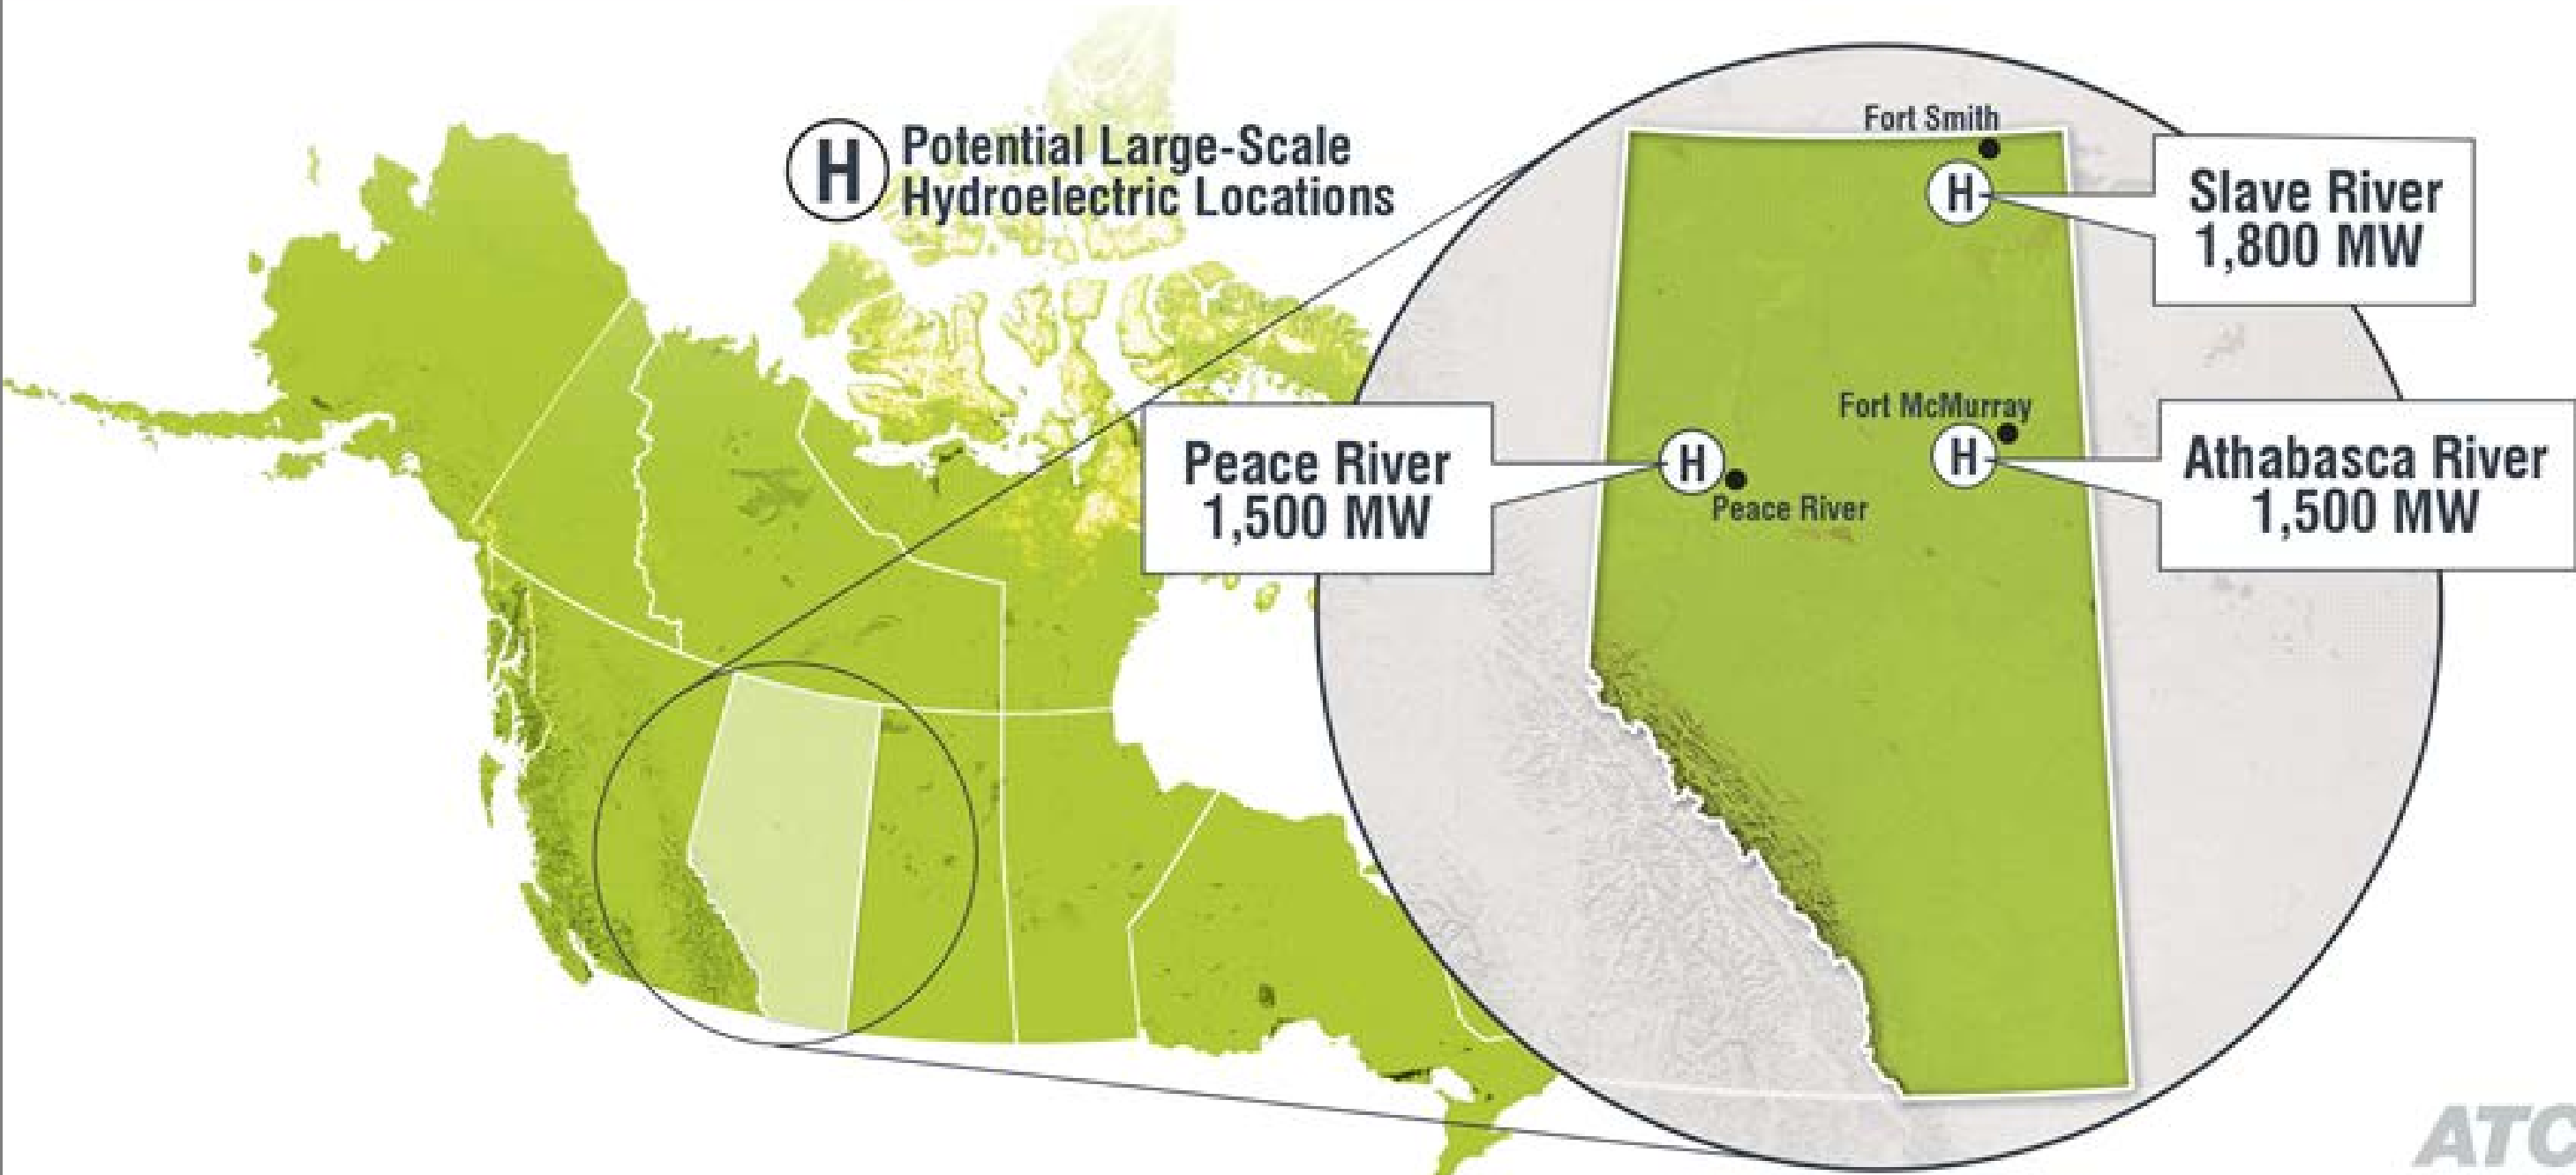 H
Potential Large-Scale
Hydroelectric Locations
Fort Smith
H
Slave River
1,800 MW
Fort McMurray
H
Athabasca River
1,500 MW
Peace River
1,500 MW
H
Peace River
ATC